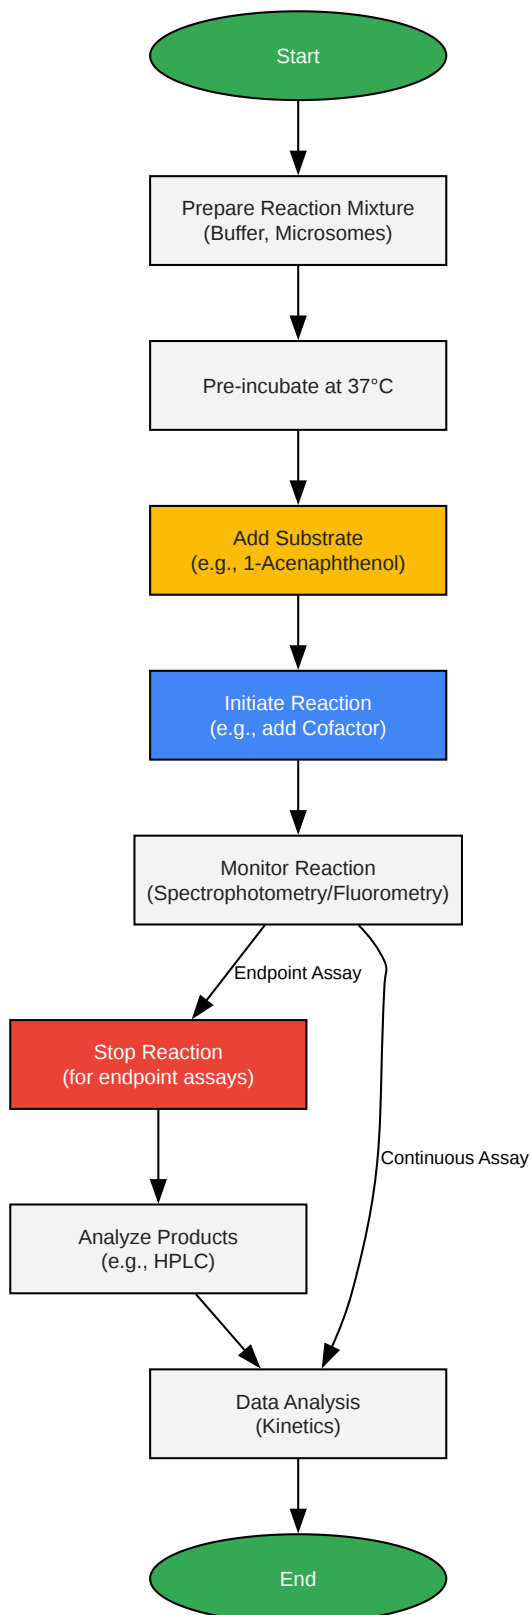 Start
Prepare Reaction Mixture
(Buffer, Microsomes)
Pre-incubate at 37°C
Add Substrate
(e.g., 1-Acenaphthenol)
Initiate Reaction
(e.g., add Cofactor)
Monitor Reaction
(Spectrophotometry/Fluorometry)
Endpoint Assay
Stop Reaction
(for endpoint assays)
Continuous Assay
Analyze Products
(e.g., HPLC)
Data Analysis
(Kinetics)
End